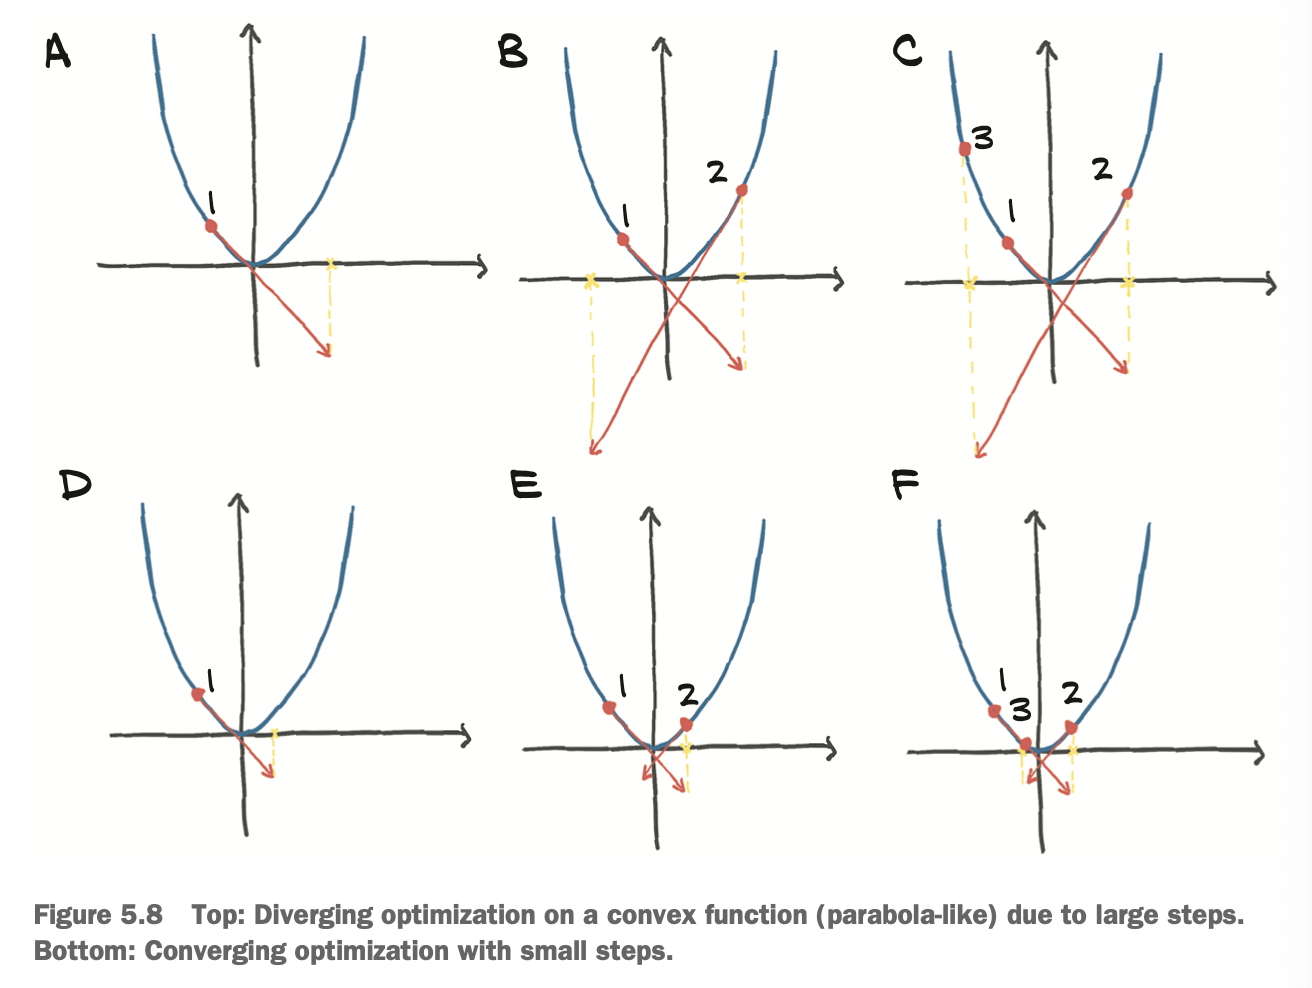 A
B
C
1
1
2
3
1
2
D
E
F
1
1
2
1
3
2
Figure 5.8 Top: Diverging optimization on a convex function (parabola-like) due to large steps.
Bottom: Converging optimization with small steps.